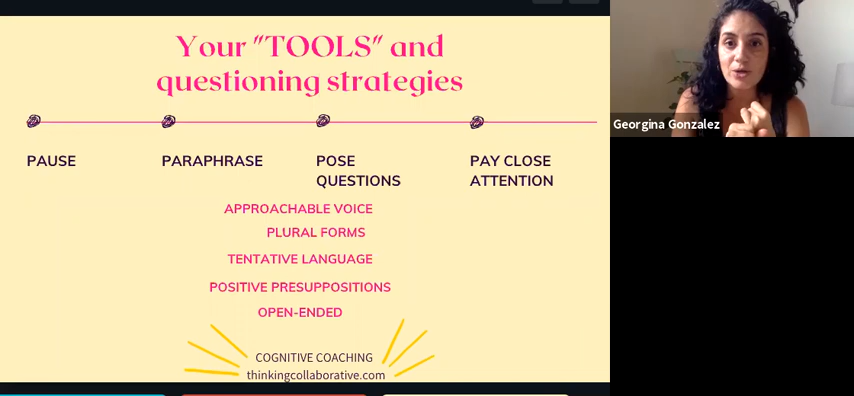 Your "TOOLS" and
questioning strategies
PAUSE
PARAPHRASE
POSE
QUESTIONS
PAY CLOSE
ATTENTION
APPROACHABLE VOICE
PLURAL FORMS
TENTATIVE LANGUAGE
POSITIVE PRESUPPOSITIONS
OPEN-ENDED
COGNITIVE COACHING
thinkingcollaborative.com
Georgina Gonzalez